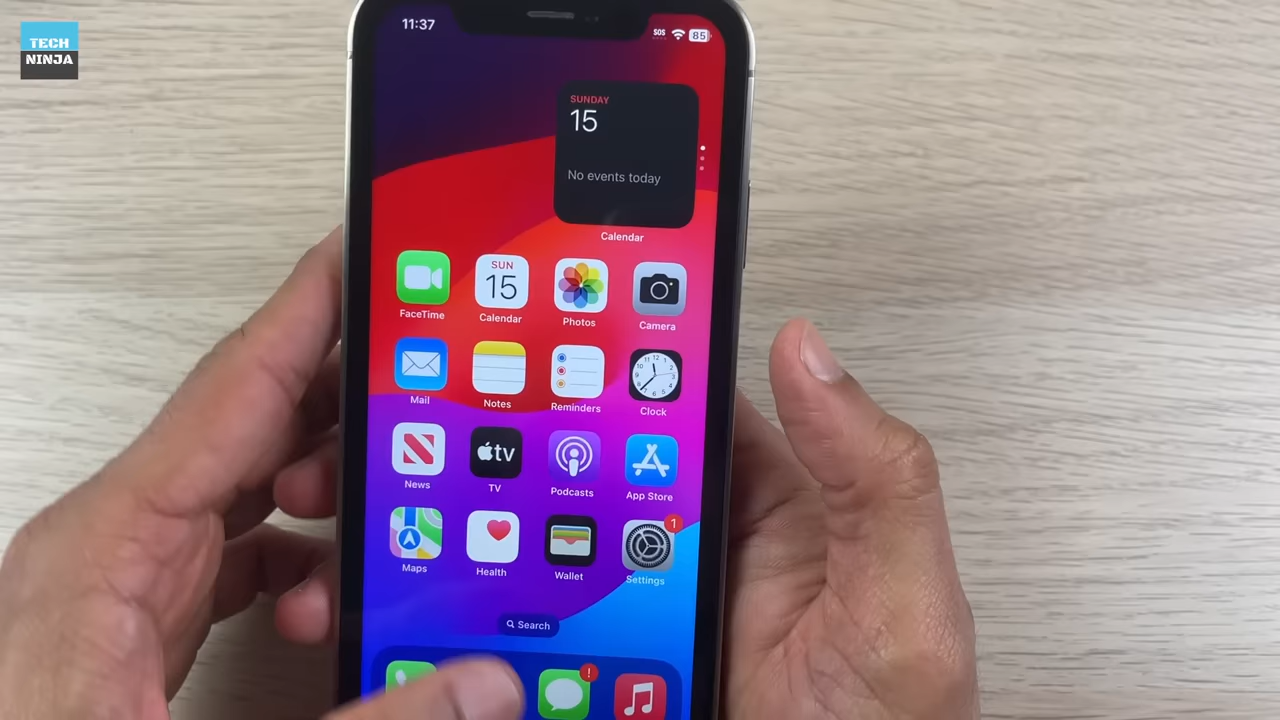 TECH
NINJA
11:37
SOS
85
SUNDAY
15
No events today
Calendar
SUN
15
FaceTime
Calendar
Photos
Camera
Mail
Notes
Reminders
Clock
tv
News
TV
Podcasts
App Store
1
Maps
Health
Wallet
Settings
Search
!